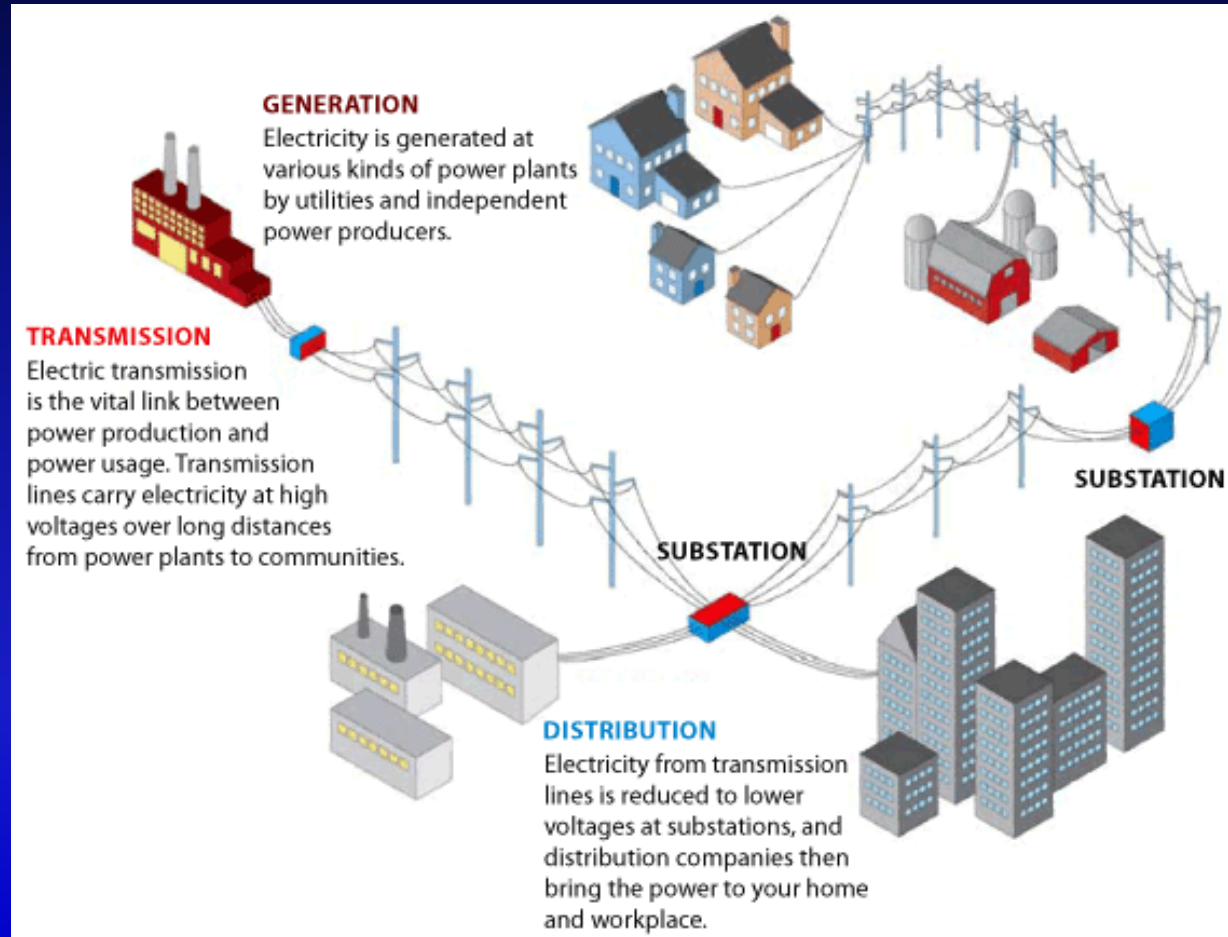 GENERATION
Electricity is generated at
various kinds of power plants
by utilities and independent
power producers.
TRANSMISSION
Electric transmission
is the vital link between
power production and
power usage. Transmission
lines carry electricity at high
voltages over long distances
from power plants to communities.
SUBSTATION
SUBSTATION
DISTRIBUTION
Electricity from transmission
lines is reduced to lower
voltages at substations, and
distribution companies then
bring the power to your home
and workplace.